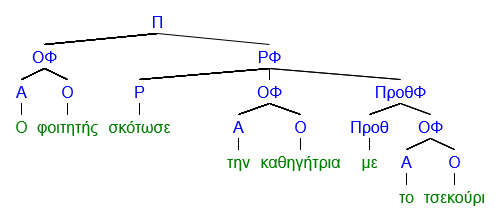 Π
ΟΦ ΡΦ
Α Ο Ρ ΟΦ ΠροθΦ
Ο φοιτητής σκότωσε Α Ο Προθ ΟΦ
την καθηγήτρια με Α Ο
το τσεκούρι